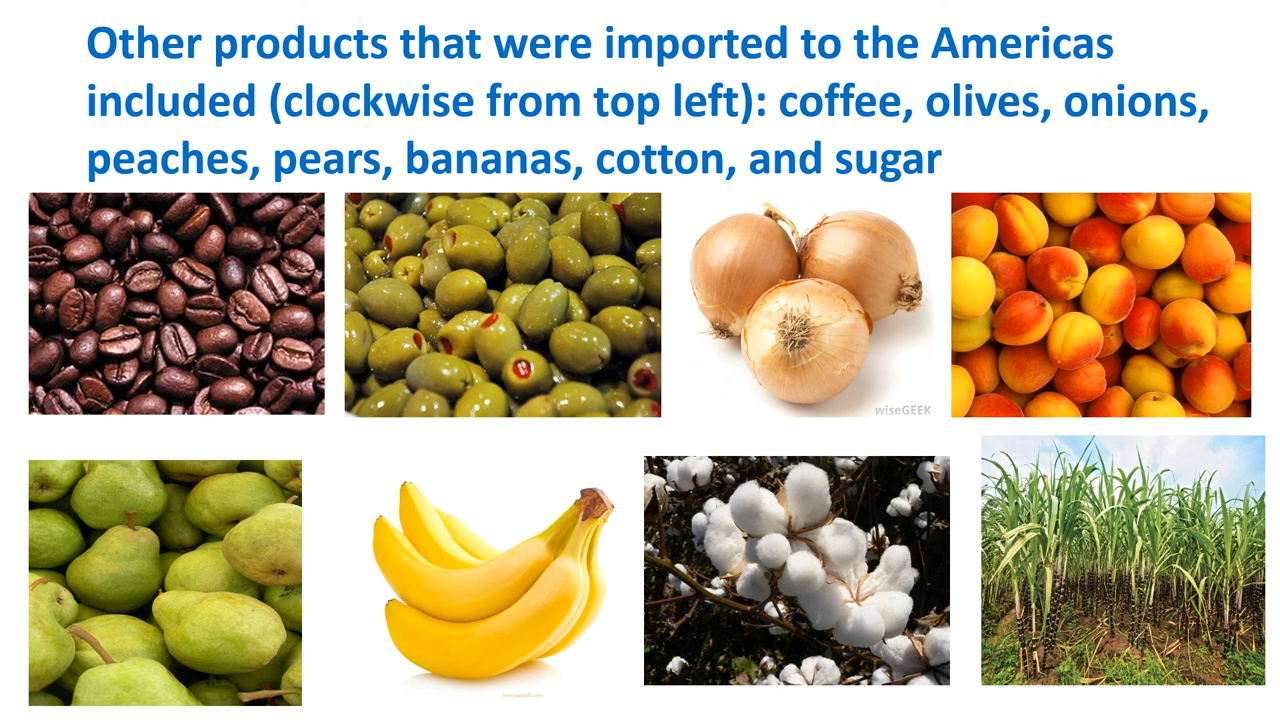 Other products that were imported to the Americas
included (clockwise from top left): coffee, olives, onions,
peaches, pears, bananas, cotton, and sugar
wiseGEEK